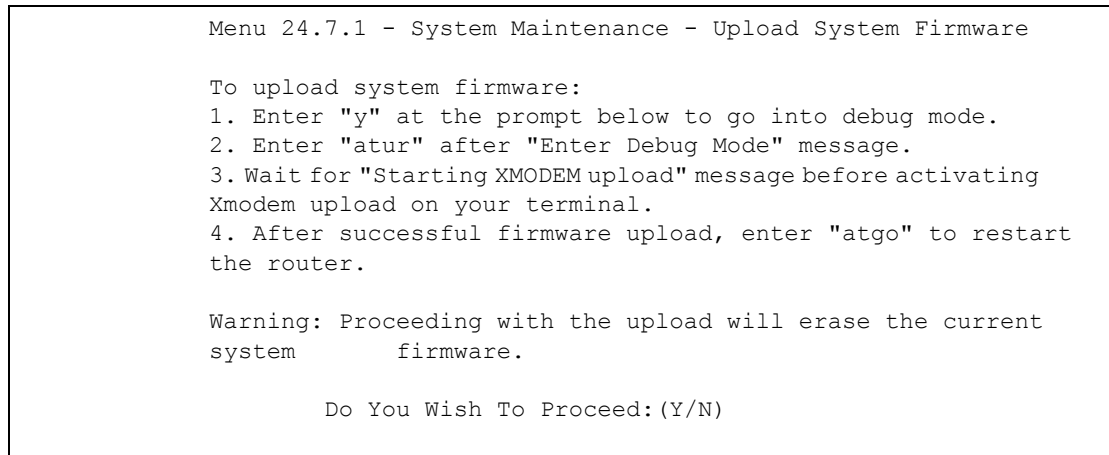 Menu 24.7.1 - System Maintenance - Upload System Firmware
To upload system firmware:
1. Enter "y" at the prompt below to go into debug mode.
2. Enter "atur" after "Enter Debug Mode" message.
3. Wait for "Starting XMODEM upload" message before activating
Xmodem upload on your terminal.
4. After successful firmware upload, enter "atgo" to restart
the router.
Warning: Proceeding with the upload will erase the current
system firmware.
Do You Wish To Proceed:(Y/N)